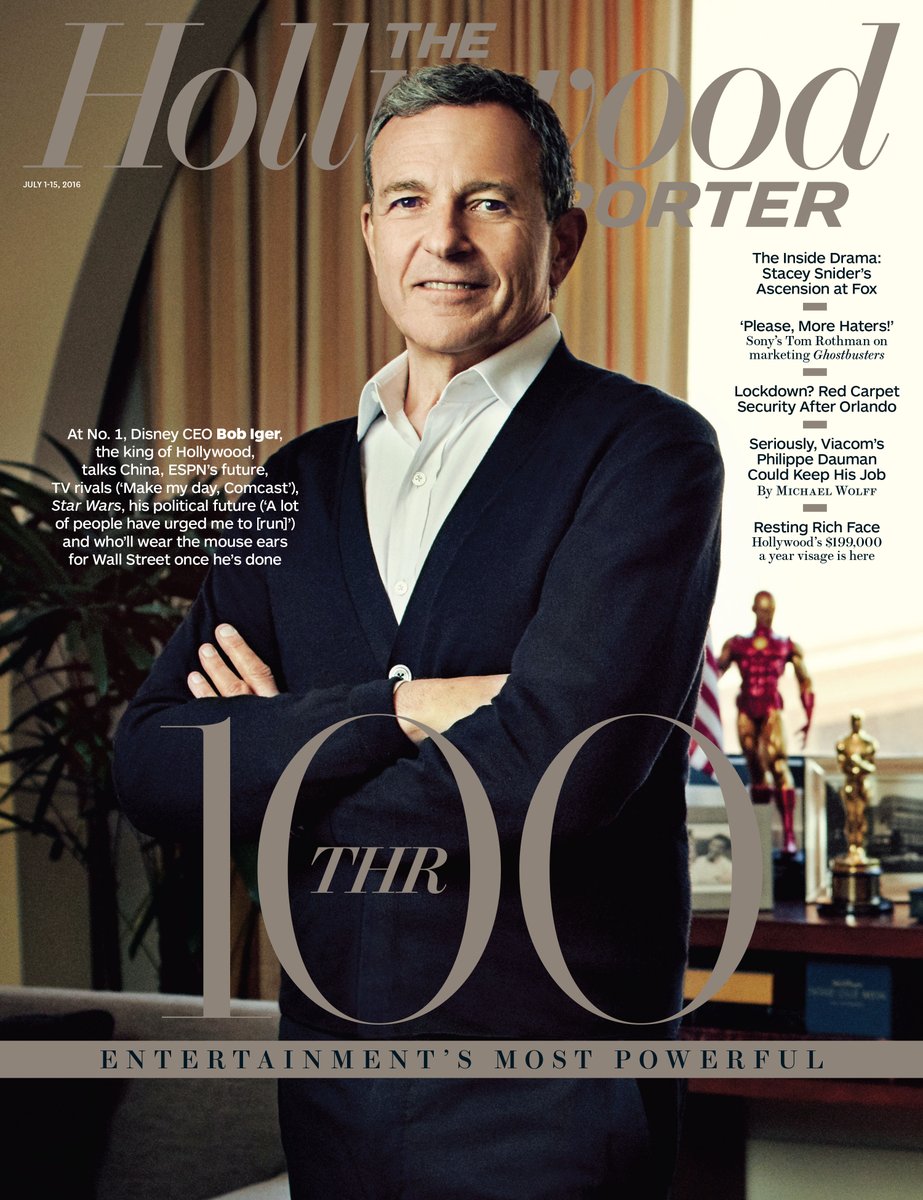 THE
Hollywood
REPORTER
JULY 1-15, 2016
The Inside Drama:
Stacey Snider's
Ascension at Fox
'Please, More Haters!'
Sony's Tom Rothman on
marketing Ghostbusters
Lockdown? Red Carpet
Security After Orlando
Seriously, Viacom's
Philippe Dauman
Could Keep His Job
By MICHAEL WOLFF
Resting Rich Face
Hollywood's $199,000
a year visage is here
At No. 1, Disney CEO Bob Iger,
the king of Hollywood,
talks China, ESPN's future,
TV rivals ('Make my day, Comcast'),
Star Wars, his political future ('A lot
of people have urged me to [run]')
and who'll wear the mouse ears
for Wall Street once he's done
100
THR
ENTERTAINMENT'S MOST POWERFUL